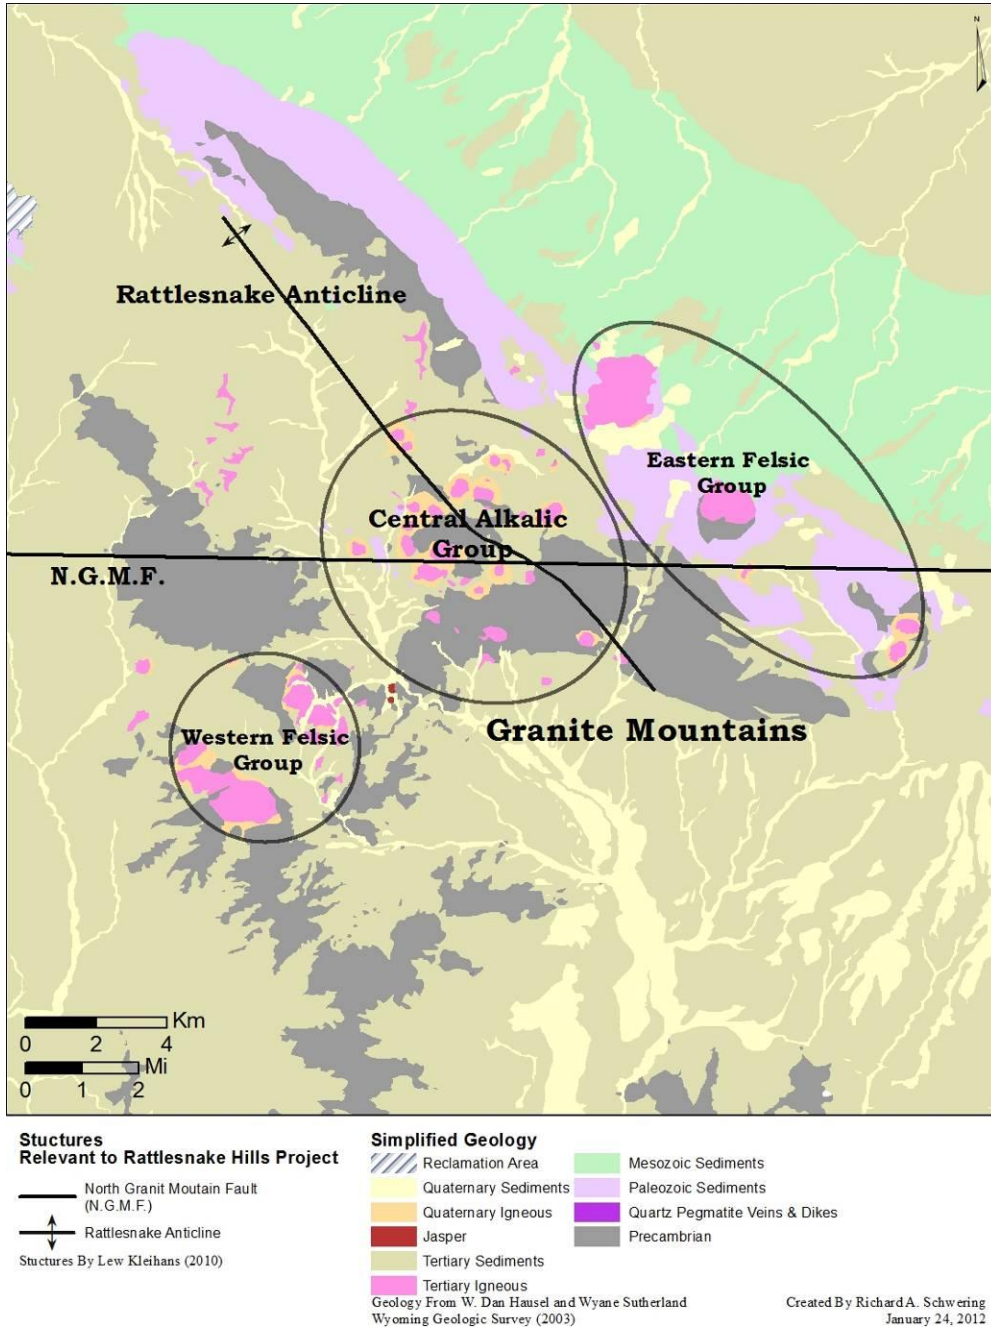 N
Rattlesnake Anticline
Eastern Felsic
Group
Central Alkalic
Group
N.G.M.F.
Granite Mountains
Western Felsic
Group
Km
0 2 4
Mi
0 1 2
Stuctures
Relevant to Rattlesnake Hills Project
North Granit Moutain Fault
(N.G.M.F.)
Rattlesnake Anticline
Stuctures By Lew Kleihans (2010)
Simplified Geology
Reclamation Area
Quaternary Sediments
Quaternary Igneous
Jasper
Tertiary Sediments
Tertiary Igneous
Mesozoic Sediments
Paleozoic Sediments
Quartz Pegmatite Veins & Dikes
Precambrian
Geology From W. Dan Hausel and Wyane Sutherland
Wyoming Geologic Survey (2003)
Created By Richard A. Schwering
January 24, 2012